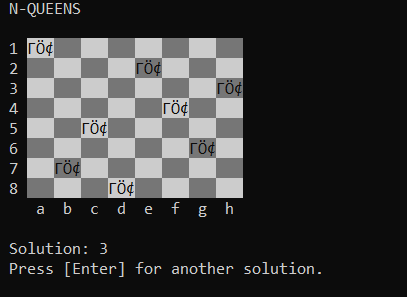 N-QUEENS
1 ΓÖ¢
2 ΓÖ¢
3 ΓÖ¢
4 ΓÖ¢
5 ΓÖ¢
6 ΓÖ¢
7 ΓÖ¢
8 ΓÖ¢
a b c d e f g h
Solution: 3
Press [Enter] for another solution.